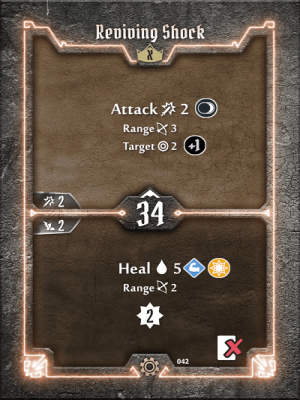 Reviving Shock
X
Attack 2
Range 3
Target 2 +1
2
34
2
Heal 5
Range 2
2
042